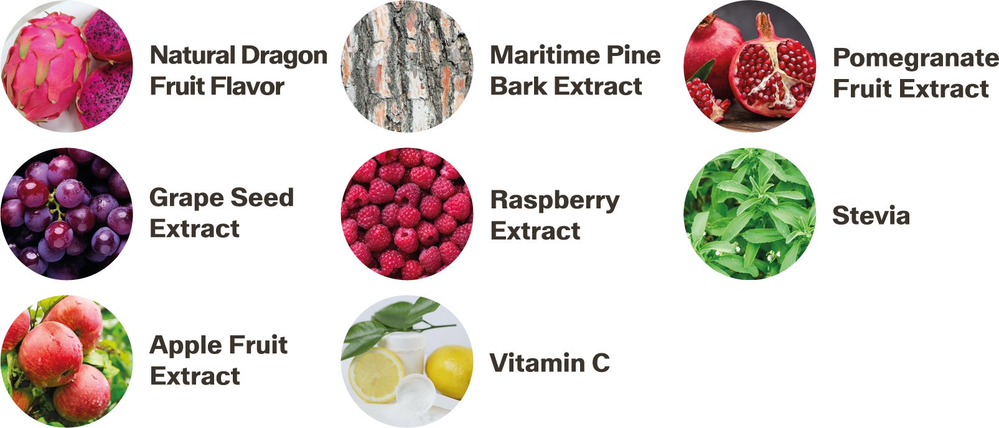 Natural Dragon
Fruit Flavor
Maritime Pine
Bark Extract
Pomegranate
Fruit Extract
Grape Seed
Extract
Raspberry
Extract
Stevia
Apple Fruit
Extract
Vitamin C